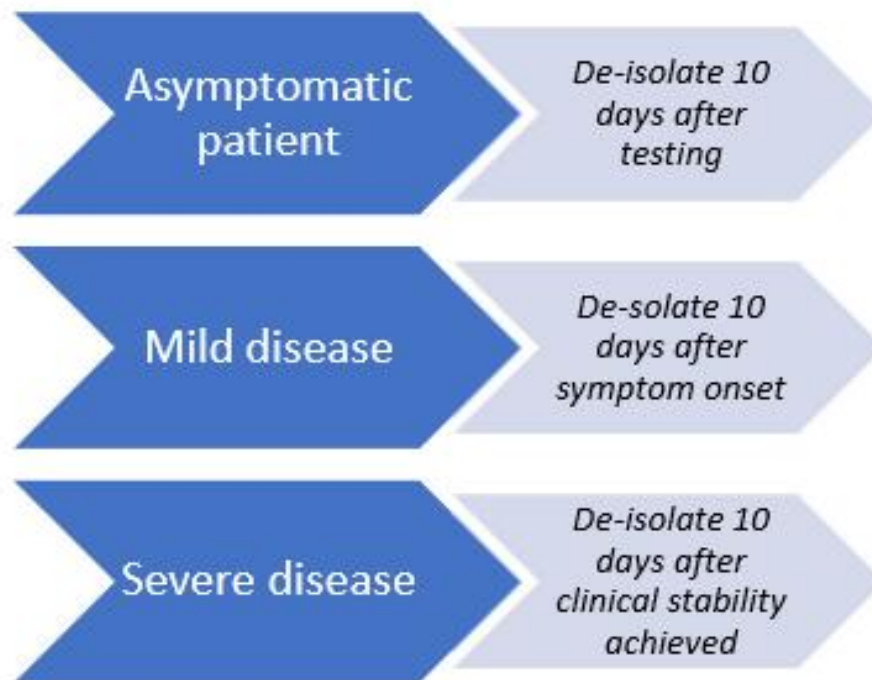 Asymptomatic
patient
De-isolate 10
days after
testing
Mild disease
De-solate 10
days after
symptom onset
Severe disease
De-isolate 10
days after
clinical stability
achieved